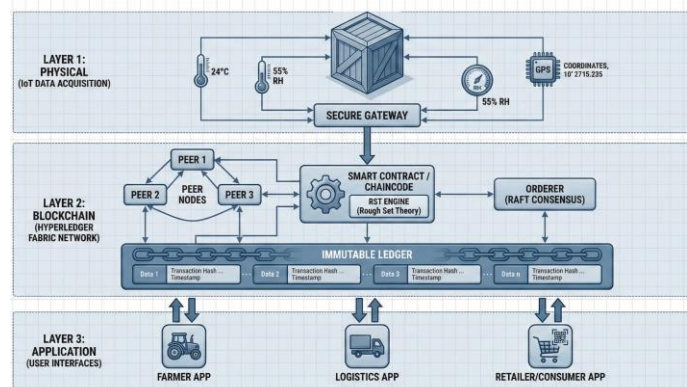 LAYER 1:
PHYSICAL
(IoT DATA ACQUISITION)
24°C
55%
RH
RH
55% RH
GPS
COORDINATES,
10° 2715.235
SECURE GATEWAY
LAYER 2:
BLOCKCHAIN
(HYPERLEDGER
FABRIC NETWORK)
PEER 1
PEER 2
PEER
NODES
PEER 3
SMART CONTRACT /
CHAINCODE
RST ENGINE
(Rough Set Theory)
ORDERER
(RAFT CONSENSUS)
IMMUTABLE LEDGER
Data 1
Transaction Hash ...
Timestamp
Data 2
Transaction Hash ...
Timestamp
Data 3
Transaction Hash ...
Timestamp
Data n
Transaction Hash ...
Timestamp
LAYER 3:
APPLICATION
(USER INTERFACES)
FARMER APP
LOGISTICS APP
RETAILER/CONSUMER APP